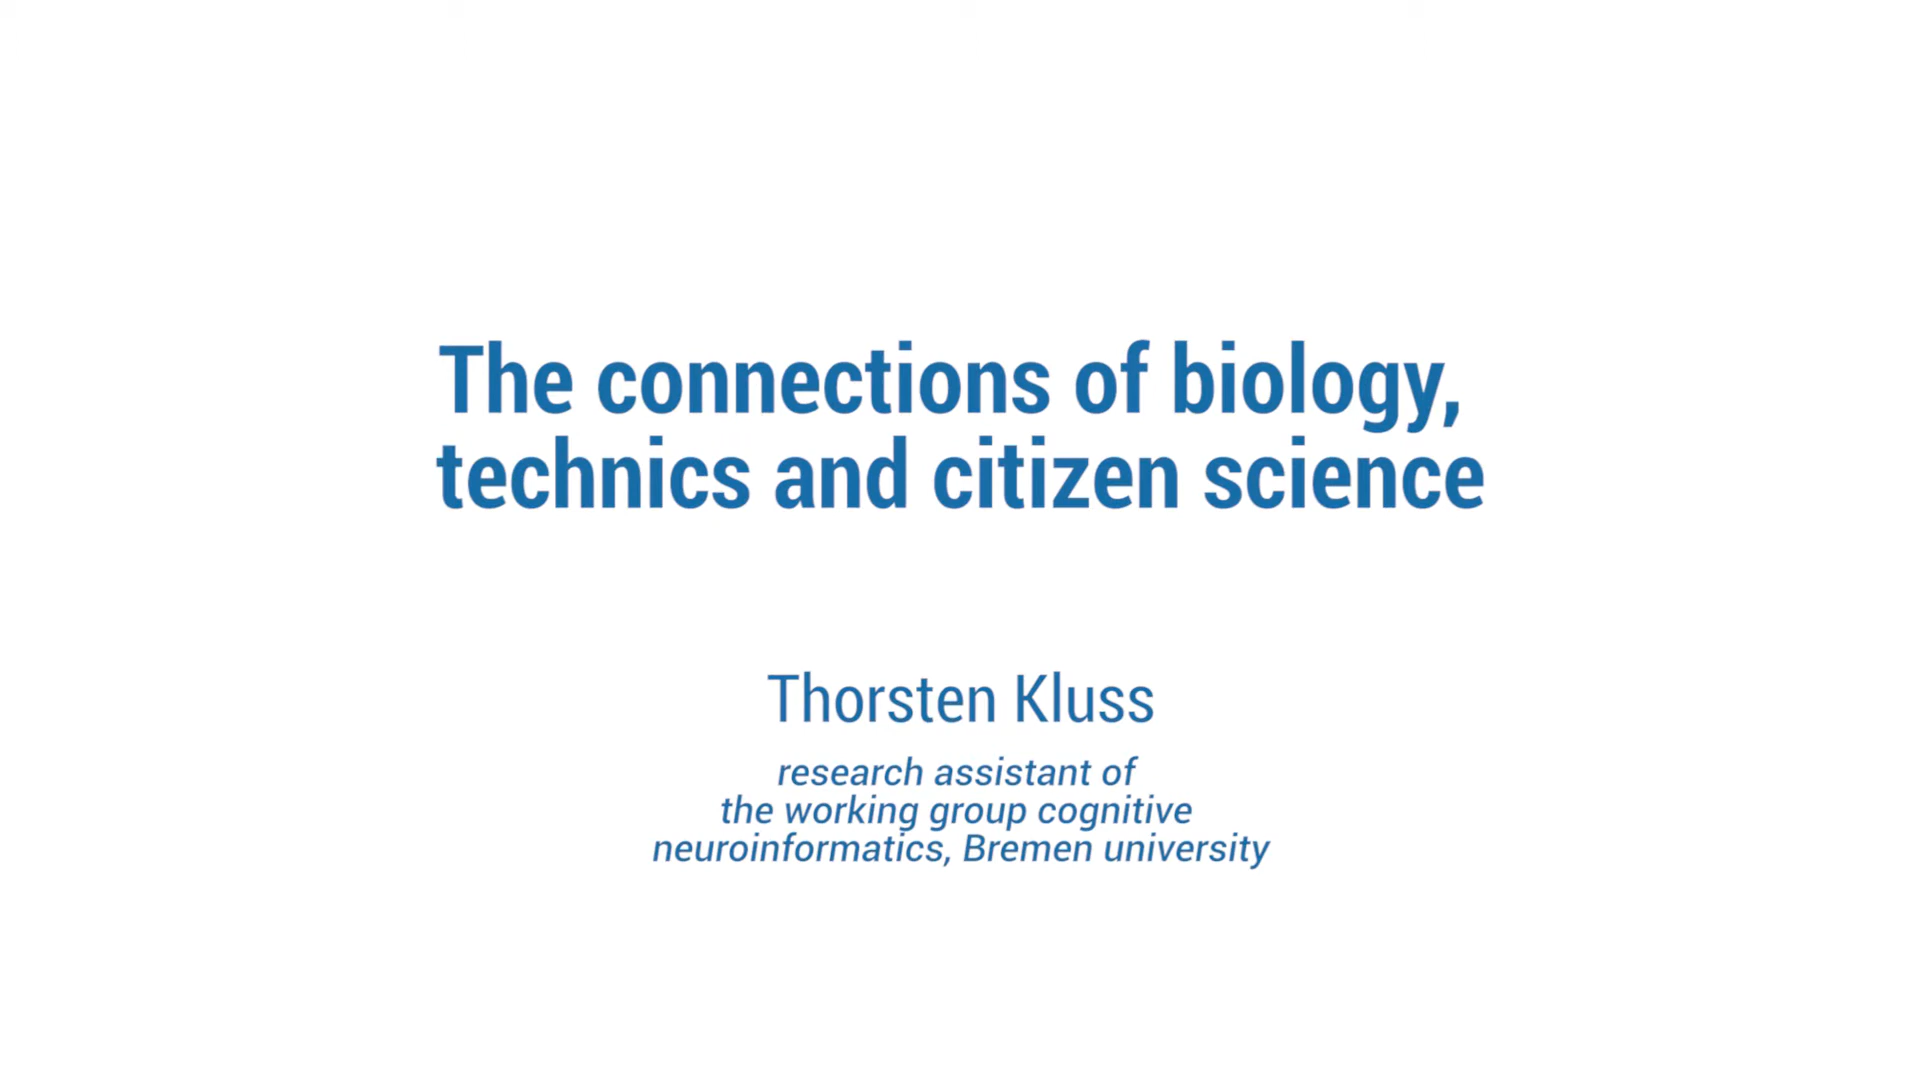 The connections of biology,
technics and citizen science
Thorsten Kluss
research assistant of
the working group cognitive
neuroinformatics, Bremen university